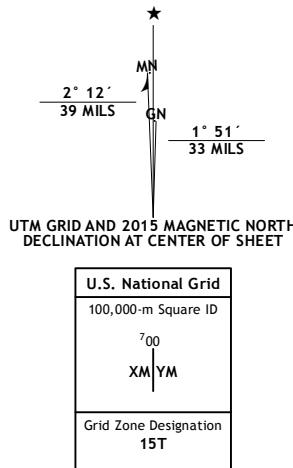 ★
MN
2° 12´
39 MILS
GN
1° 51´
33 MILS
UTM GRID AND 2015 MAGNETIC NORTH
DECLINATION AT CENTER OF SHEET
U.S. National Grid
100,000-m Square ID
⁷00
XM YM
Grid Zone Designation
15T